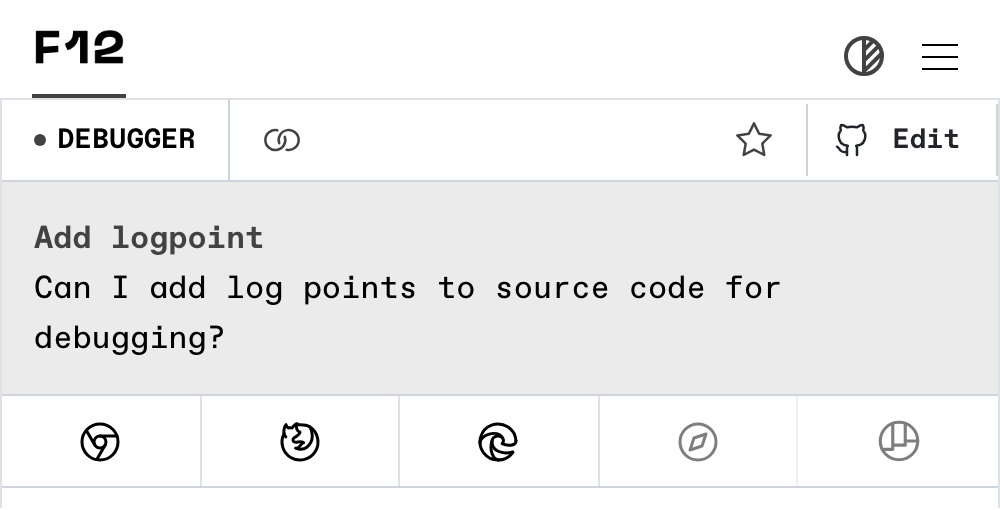 F12
DEBUGGER
Edit
Add logpoint
Can I add log points to source code for
debugging?